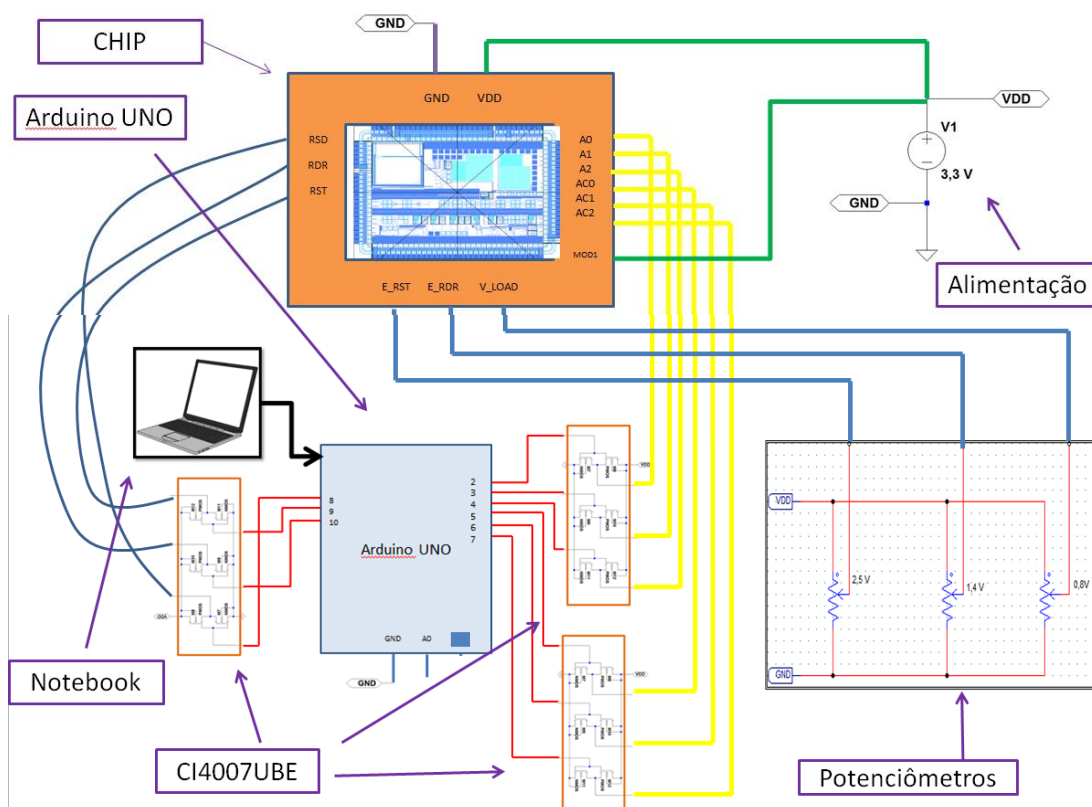 GND
CHIP
Arduino UNO
GND VDD
VDD
V1
3,3 V
GND
RSD
RDR
RST
A0
A1
A2
AC0
AC1
AC2
MOD1
E_RST E_RDR V_LOAD
Alimentação
2
3
4
5
6
7
8
9
10
Arduino UNO
GND A0
GND
VDD
VDD
VDD
VDD
2,5 V
1,4 V
0,8V
GND
Notebook
CI4007UBE
Potenciômetros